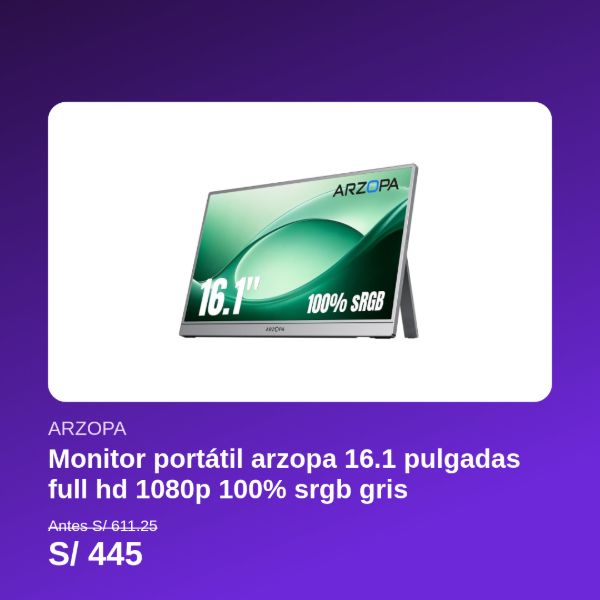 ARZOPA
16.1"
100% sRGB
ARZOPA
ARZOPA
Monitor portátil arzopa 16.1 pulgadas
full hd 1080p 100% srgb gris
Antes S/ 611.25
S/ 445